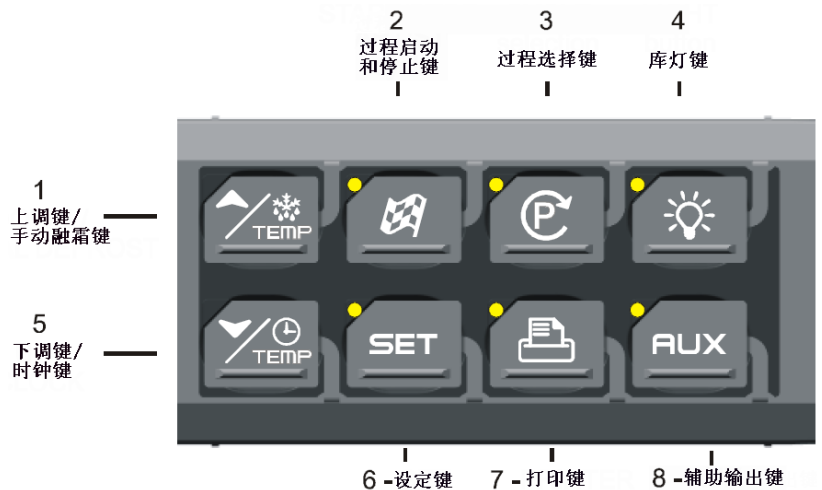 2
过程启动
和停止键
3
过程选择键
4
库灯键
1
上调键/
手动融霜键
TEMP
P
5
下调键/
时钟键
TEMP
SET
AUX
6 -设定键
7 -打印键
8 -辅助输出键